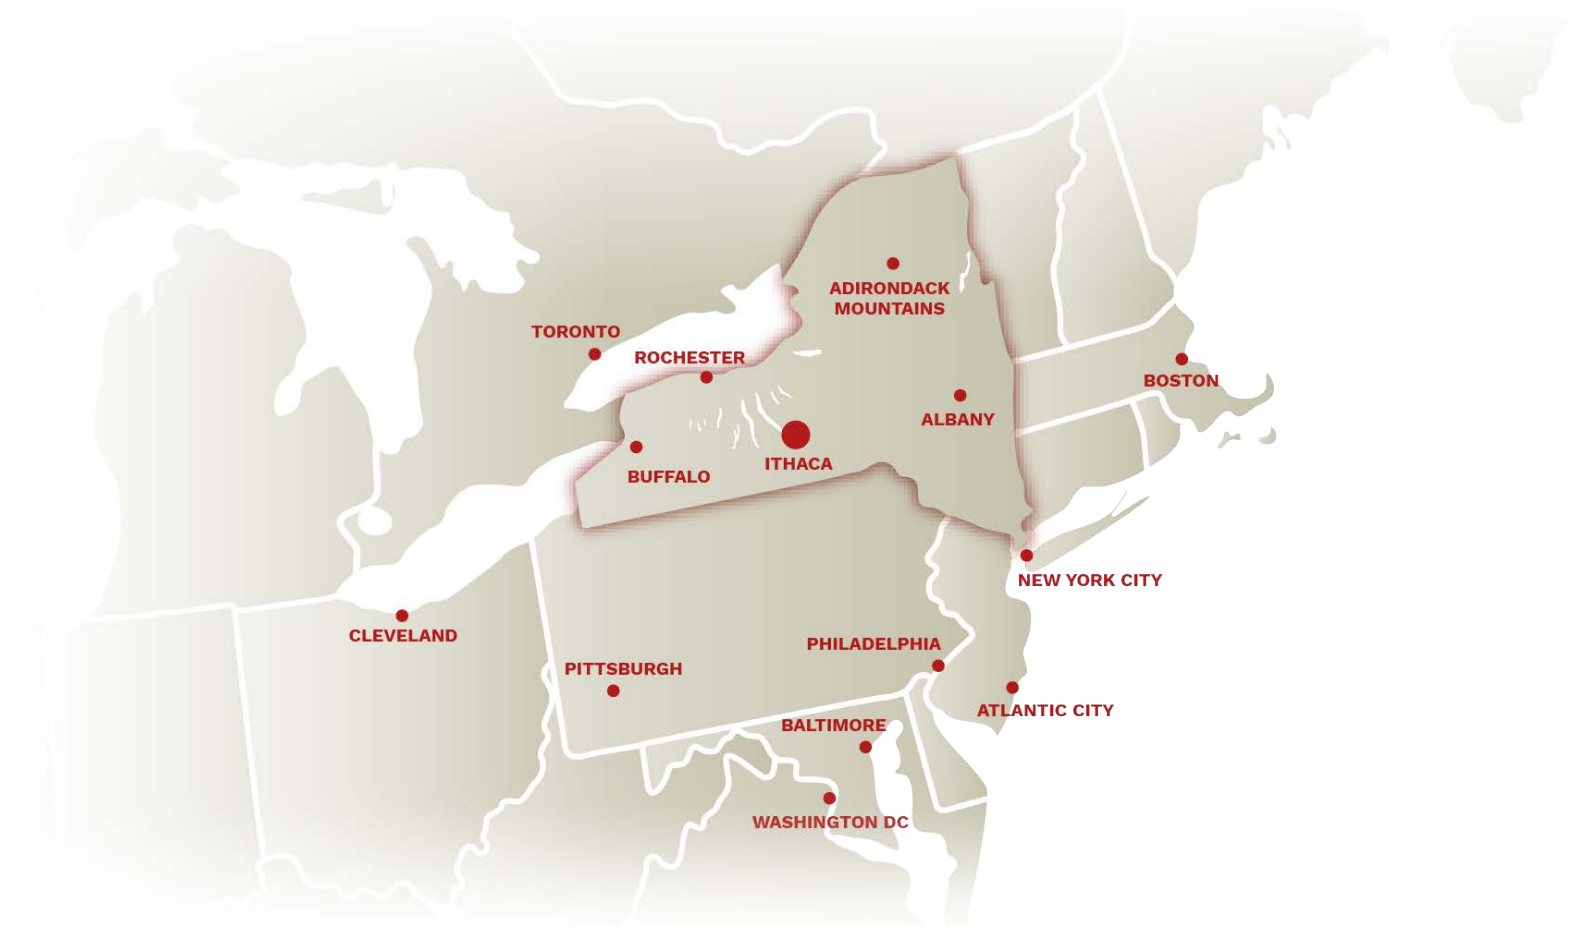 ADIRONDACK
MOUNTAINS
TORONTO
ROCHESTER
BOSTON
ALBANY
ITHACA
BUFFALO
NEW YORK CITY
CLEVELAND
PHILADELPHIA
PITTSBURGH
ATLANTIC CITY
BALTIMORE
WASHINGTON DC